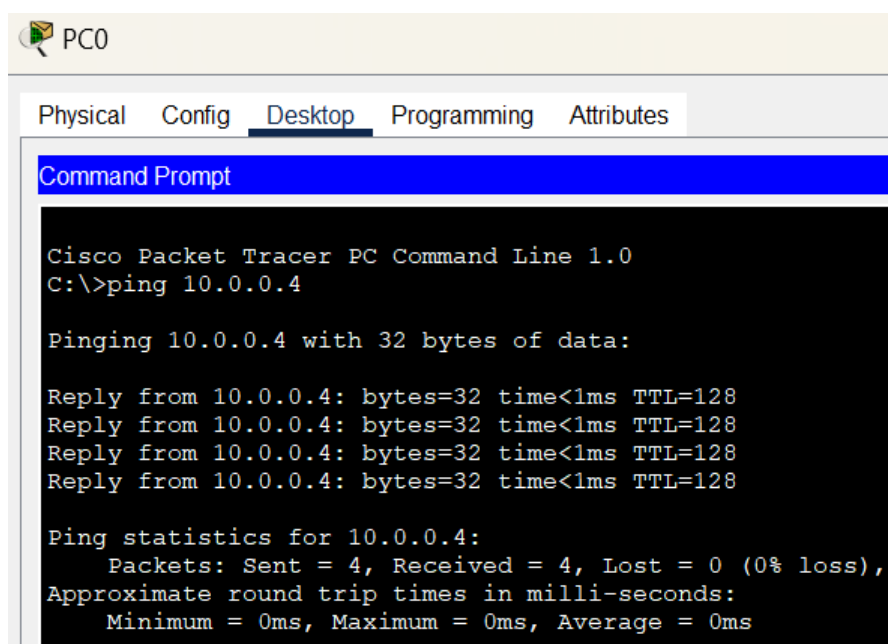 PC0
Physical Config Desktop Programming Attributes
Command Prompt
Cisco Packet Tracer PC Command Line 1.0
C:\>ping 10.0.0.4
Pinging 10.0.0.4 with 32 bytes of data:
Reply from 10.0.0.4: bytes=32 time<1ms TTL=128
Reply from 10.0.0.4: bytes=32 time<1ms TTL=128
Reply from 10.0.0.4: bytes=32 time<1ms TTL=128
Reply from 10.0.0.4: bytes=32 time<1ms TTL=128
Ping statistics for 10.0.0.4:
Packets: Sent = 4, Received = 4, Lost = 0 (0% loss),
Approximate round trip times in milli-seconds:
Minimum = 0ms, Maximum = 0ms, Average = 0ms